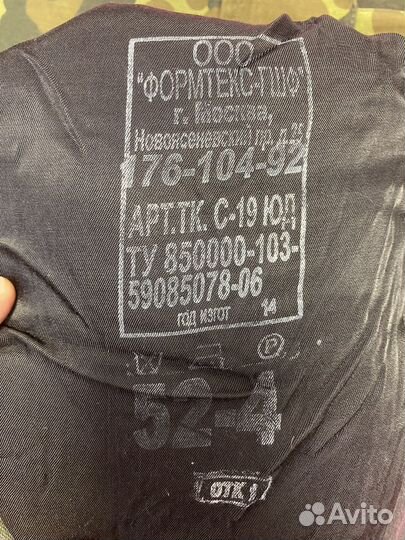 ООО
"ФОРМТЕКС-ПШФ"
г. Москва,
Новоясеневский пр. д.
176-104-92
АРТ.ТК. С-19 ЮД
ТУ 850000-103-
59085078-06
ГОД ИЗГОТ 14
P
52-4
ОТК 1
Avito